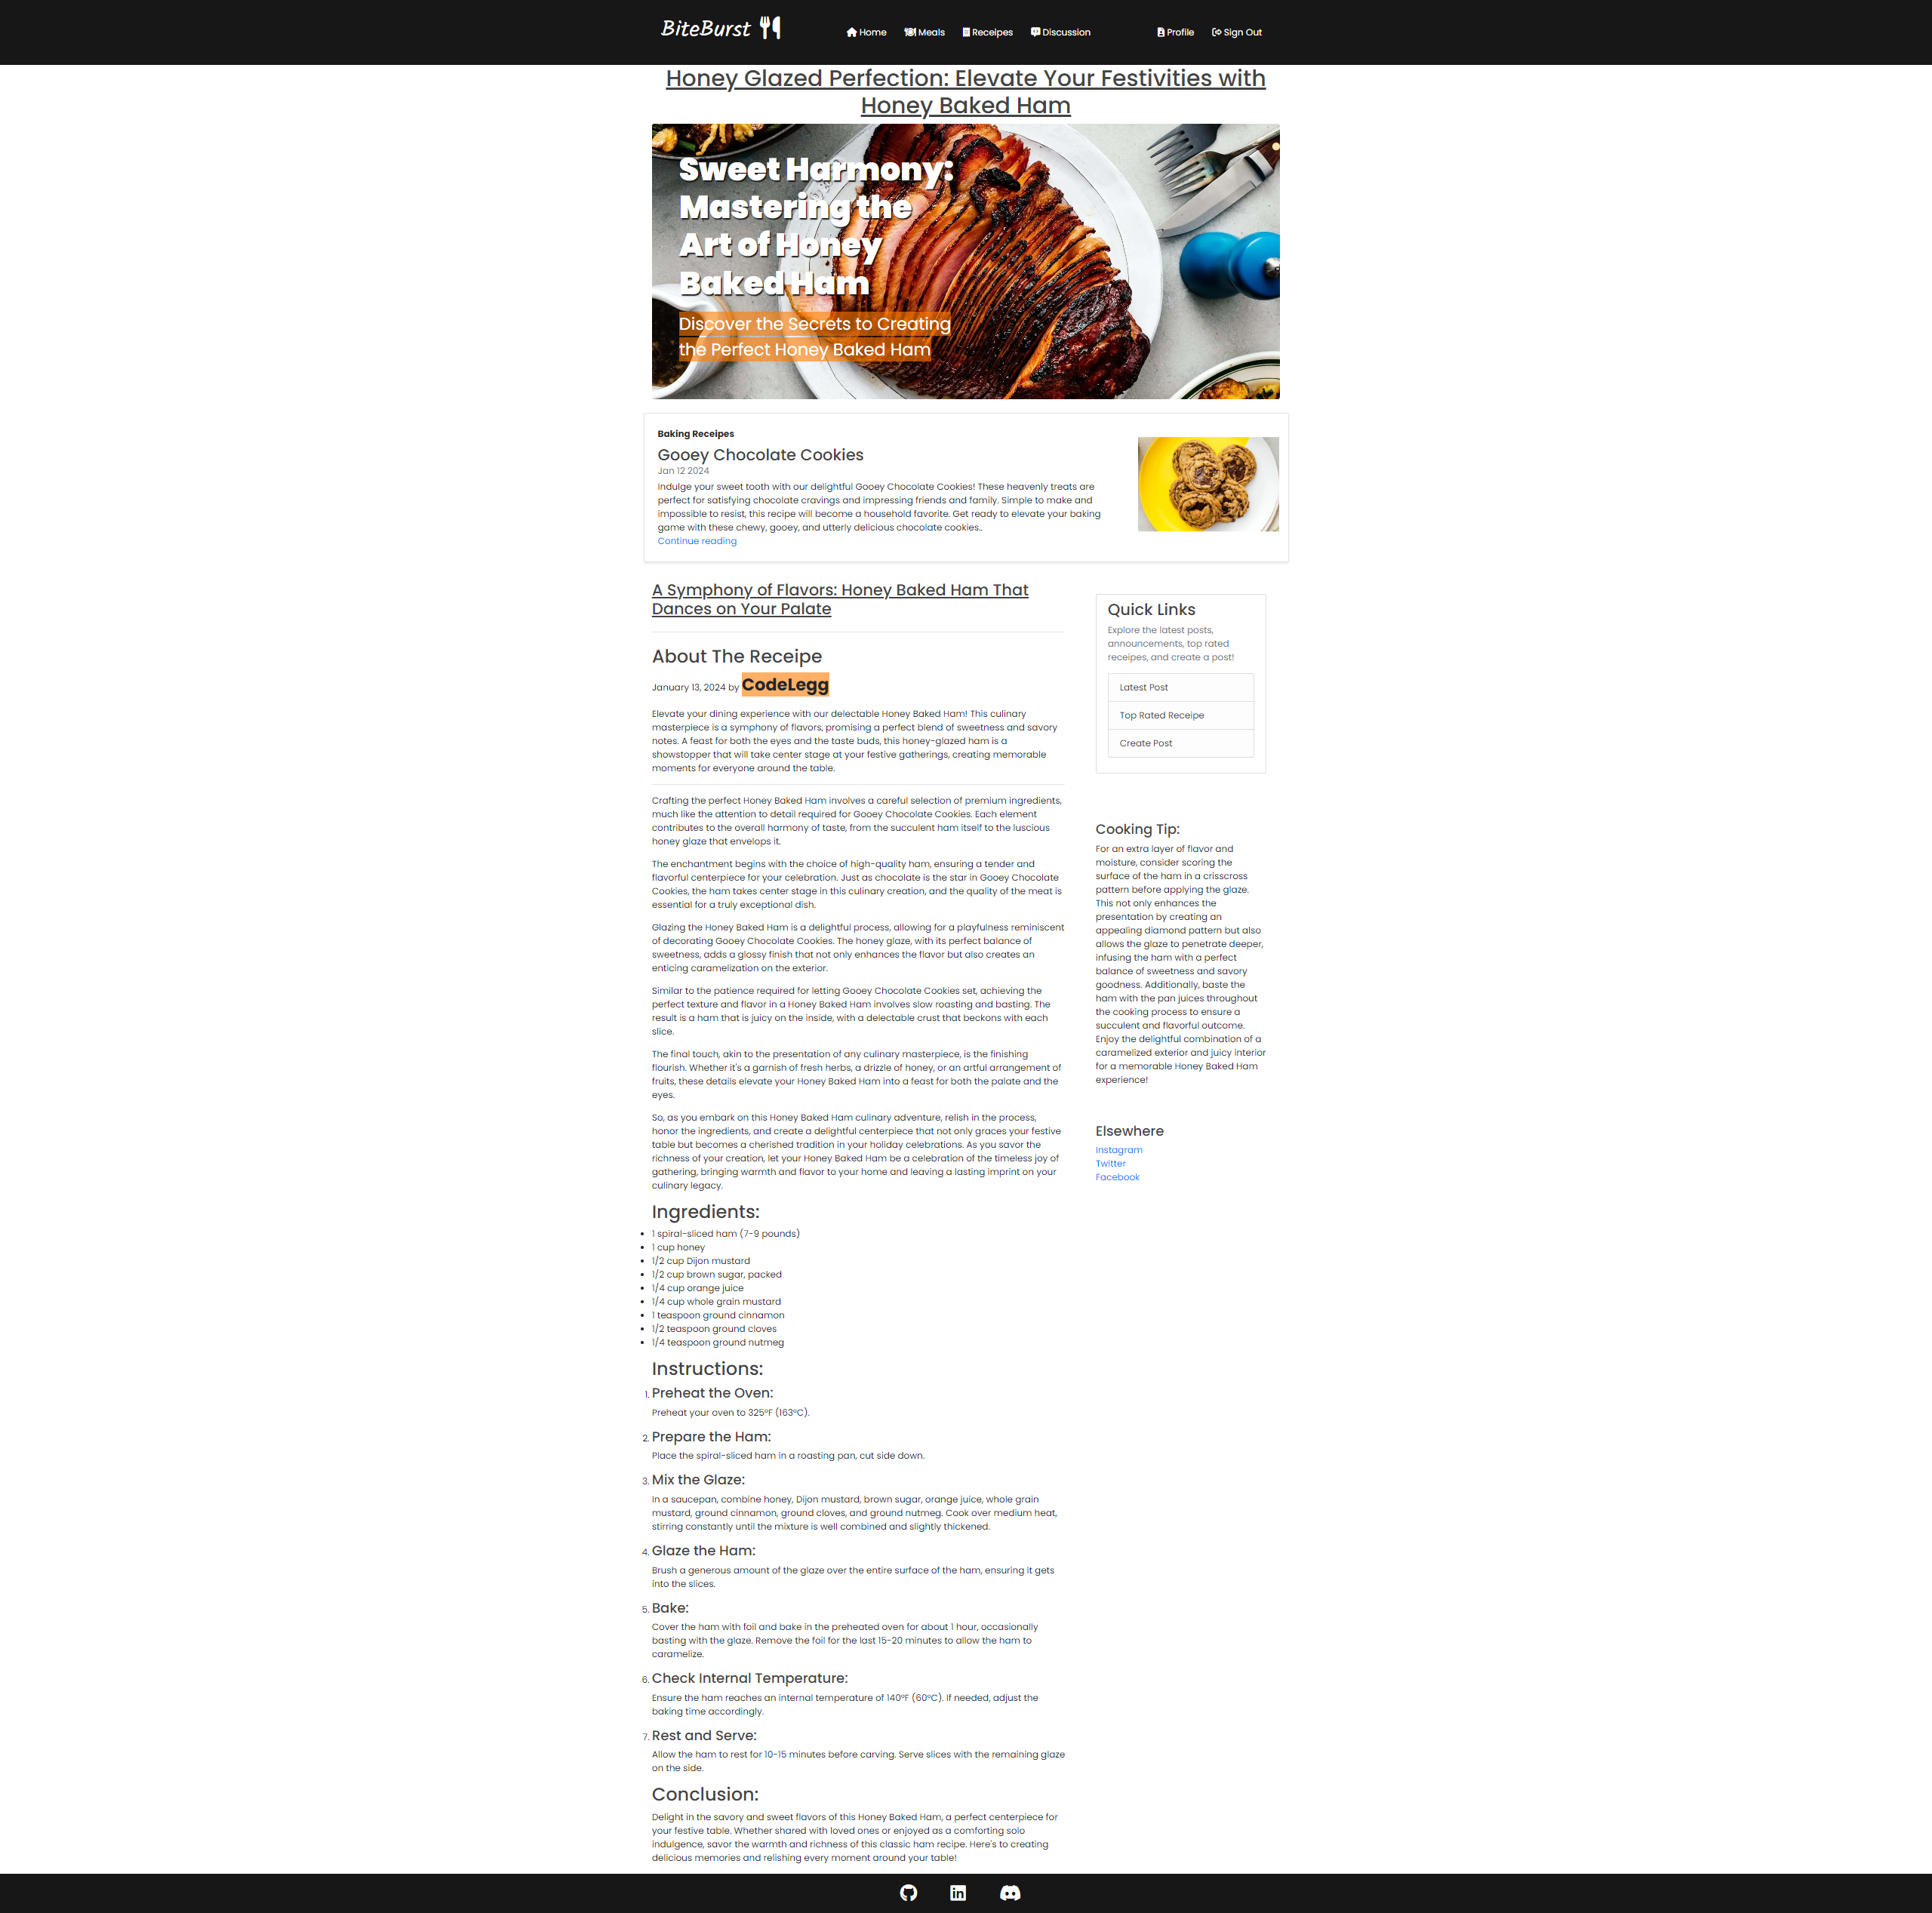 BiteBurst
Home Meals Receipes Discussion Profile Sign Out
Honey Glazed Perfection: Elevate Your Festivities with
Honey Baked Ham
Sweet Harmony:
Mastering the
Art of Honey
Baked Ham
Discover the Secrets to Creating
the Perfect Honey Baked Ham
Baking Receipes
Gooey Chocolate Cookies
Jan 12 2024
Indulge your sweet tooth with our delightful Gooey Chocolate Cookies! These heavenly treats are
perfect for satisfying chocolate cravings and impressing friends and family. Simple to make and
impossible to resist, this recipe will become a household favorite. Get ready to elevate your baking
game with these chewy, gooey, and utterly delicious chocolate cookies..
Continue reading
A Symphony of Flavors: Honey Baked Ham That
Dances on Your Palate
About The Receipe
January 13, 2024 by CodeLegg
Elevate your dining experience with our delectable Honey Baked Ham! This culinary
masterpiece is a symphony of flavors, promising a perfect blend of sweetness and savory
notes. A feast for both the eyes and the taste buds, this honey-glazed ham is a
showstopper that will take center stage at your festive gatherings, creating memorable
moments for everyone around the table.
Crafting the perfect Honey Baked Ham involves a careful selection of premium ingredients,
much like the attention to detail required for Gooey Chocolate Cookies. Each element
contributes to the overall harmony of taste, from the succulent ham itself to the luscious
honey glaze that envelops it.
The enchantment begins with the choice of high-quality ham, ensuring a tender and
flavorful centerpiece for your celebration. Just as chocolate is the star in Gooey Chocolate
Cookies, the ham takes center stage in this culinary creation, and the quality of the meat is
essential for a truly exceptional dish.
Glazing the Honey Baked Ham is a delightful process, allowing for a playfulness reminiscent
of decorating Gooey Chocolate Cookies. The honey glaze, with its perfect balance of
sweetness, adds a glossy finish that not only enhances the flavor but also creates an
enticing caramelization on the exterior.
Similar to the patience required for letting Gooey Chocolate Cookies set, achieving the
perfect texture and flavor in a Honey Baked Ham involves slow roasting and basting. The
result is a ham that is juicy on the inside, with a delectable crust that beckons with each
slice.
The final touch, akin to the presentation of any culinary masterpiece, is the finishing
flourish. Whether it's a garnish of fresh herbs, a drizzle of honey, or an artful arrangement of
fruits, these details elevate your Honey Baked Ham into a feast for both the palate and the
eyes.
So, as you embark on this Honey Baked Ham culinary adventure, relish in the process,
honor the ingredients, and create a delightful centerpiece that not only graces your festive
table but becomes a cherished tradition in your holiday celebrations. As you savor the
richness of your creation, let your Honey Baked Ham be a celebration of the timeless joy of
gathering, bringing warmth and flavor to your home and leaving a lasting imprint on your
culinary legacy.
Ingredients:
• 1 spiral-sliced ham (7-9 pounds)
• 1 cup honey
• 1/2 cup Dijon mustard
• 1/2 cup brown sugar, packed
• 1/4 cup orange juice
• 1/4 cup whole grain mustard
• 1 teaspoon ground cinnamon
• 1/2 teaspoon ground cloves
• 1/4 teaspoon ground nutmeg
Instructions:
1. Preheat the Oven:
Preheat your oven to 325°F (163°C).
2. Prepare the Ham:
Place the spiral-sliced ham in a roasting pan, cut side down.
3. Mix the Glaze:
In a saucepan, combine honey, Dijon mustard, brown sugar, orange juice, whole grain
mustard, ground cinnamon, ground cloves, and ground nutmeg. Cook over medium heat,
stirring constantly until the mixture is well combined and slightly thickened.
4. Glaze the Ham:
Brush a generous amount of the glaze over the entire surface of the ham, ensuring it gets
into the slices.
5. Bake:
Cover the ham with foil and bake in the preheated oven for about 1 hour, occasionally
basting with the glaze. Remove the foil for the last 15-20 minutes to allow the ham to
caramelize.
6. Check Internal Temperature:
Ensure the ham reaches an internal temperature of 140°F (60°C). If needed, adjust the
baking time accordingly.
7. Rest and Serve:
Allow the ham to rest for 10-15 minutes before carving. Serve slices with the remaining glaze
on the side.
Conclusion:
Delight in the savory and sweet flavors of this Honey Baked Ham, a perfect centerpiece for
your festive table. Whether shared with loved ones or enjoyed as a comforting solo
indulgence, savor the warmth and richness of this classic ham recipe. Here's to creating
delicious memories and relishing every moment around your table!
Quick Links
Explore the latest posts,
announcements, top rated
receipes, and create a post!
Latest Post
Top Rated Receipe
Create Post
Cooking Tip:
For an extra layer of flavor and
moisture, consider scoring the
surface of the ham in a crisscross
pattern before applying the glaze.
This not only enhances the
presentation by creating an
appealing diamond pattern but also
allows the glaze to penetrate deeper,
infusing the ham with a perfect
balance of sweetness and savory
goodness. Additionally, baste the
ham with the pan juices throughout
the cooking process to ensure a
succulent and flavorful outcome.
Enjoy the delightful combination of a
caramelized exterior and juicy interior
for a memorable Honey Baked Ham
experience!
Elsewhere
Instagram
Twitter
Facebook